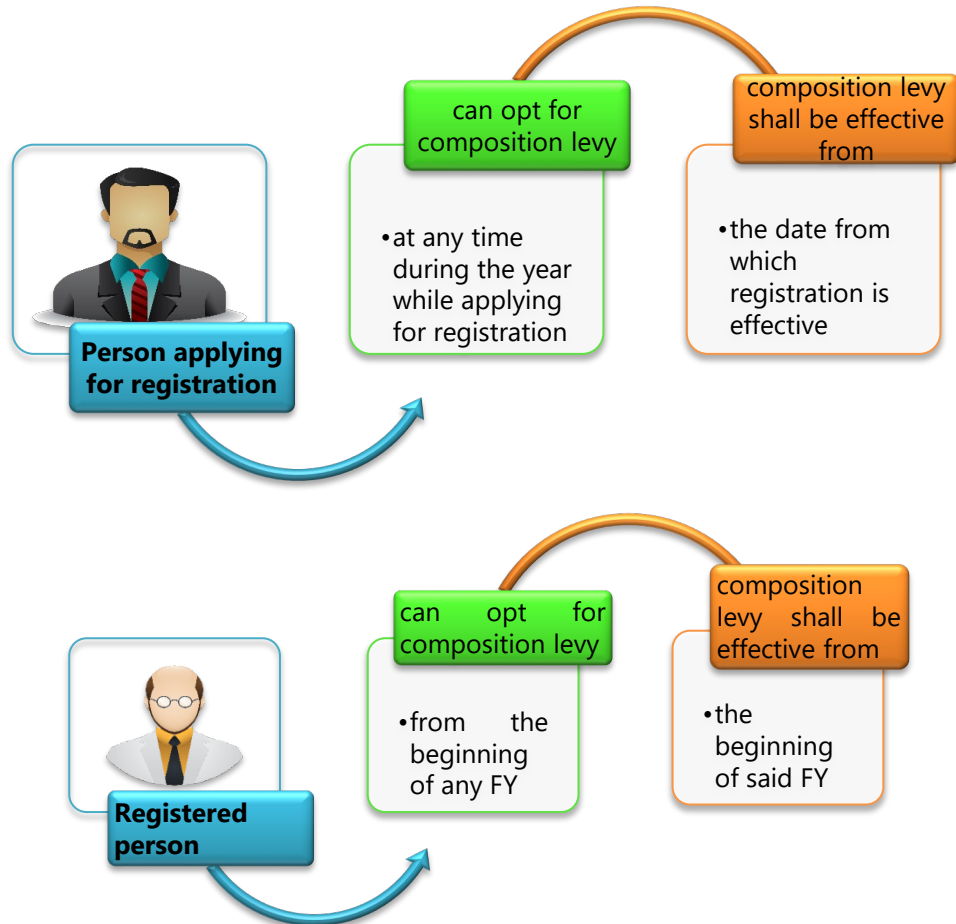 can opt for
composition levy
composition levy
shall be effective
from
•at any time
during the year
while applying
for registration
•the date from
which
registration is
effective
Person applying
for registration
can opt for
composition levy
composition
levy shall be
effective from
•from the
beginning
of any FY
•the
beginning
of said FY
Registered
person